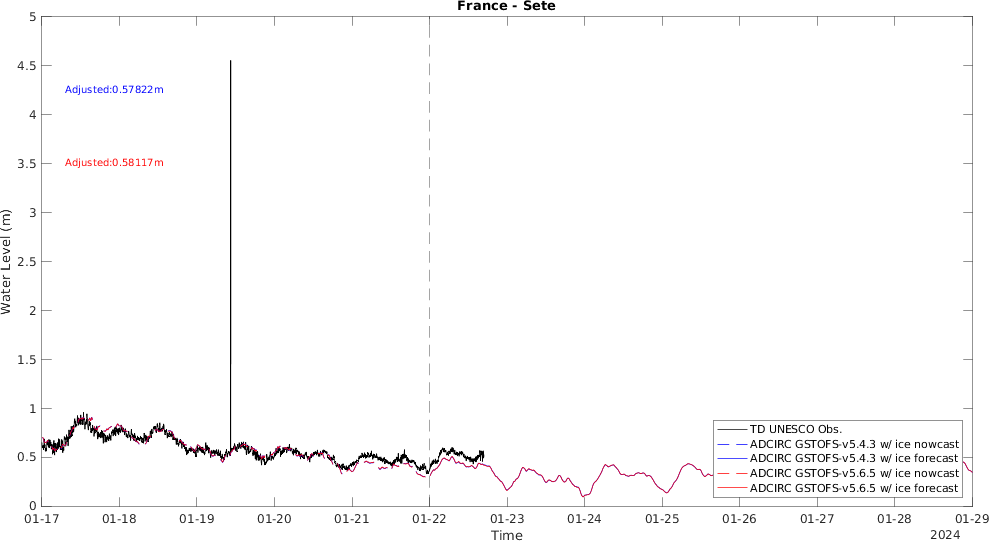 France - Sete
5
4.5
4
3.5
3
2.5
2
1.5
1
0.5
0
Water Level (m)
Adjusted:0.57822m
Adjusted:0.58117m
TD UNESCO Obs.
ADCIRC GSTOFS-v5.4.3 w/ ice nowcast
ADCIRC GSTOFS-v5.4.3 w/ ice forecast
ADCIRC GSTOFS-v5.6.5 w/ ice nowcast
ADCIRC GSTOFS-v5.6.5 w/ ice forecast
01-17 01-18 01-19 01-20 01-21 01-22 01-23 01-24 01-25 01-26 01-27 01-28 01-29
Time
2024